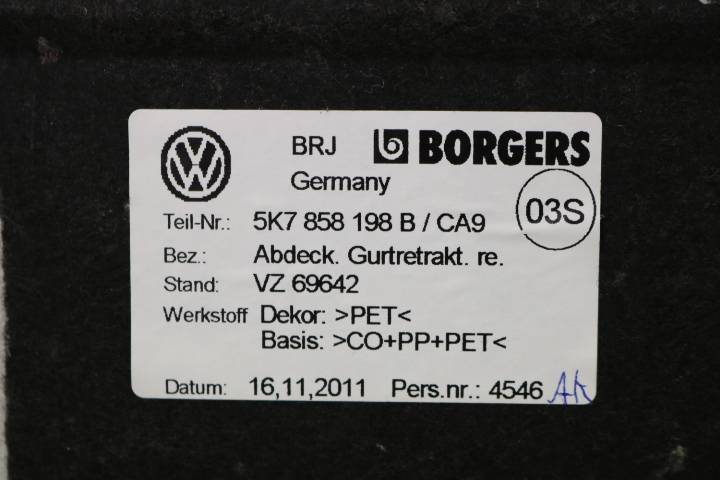 BRJ BORGERS
Germany
03S
Teil-Nr.: 5K7 858 198 B / CA9
Bez.: Abdeck. Gurtretrakt. re.
Stand: VZ 69642
Werkstoff Dekor: >PET<
Basis: >CO+PP+PET<
Datum: 16,11,2011 Pers.nr.: 4546